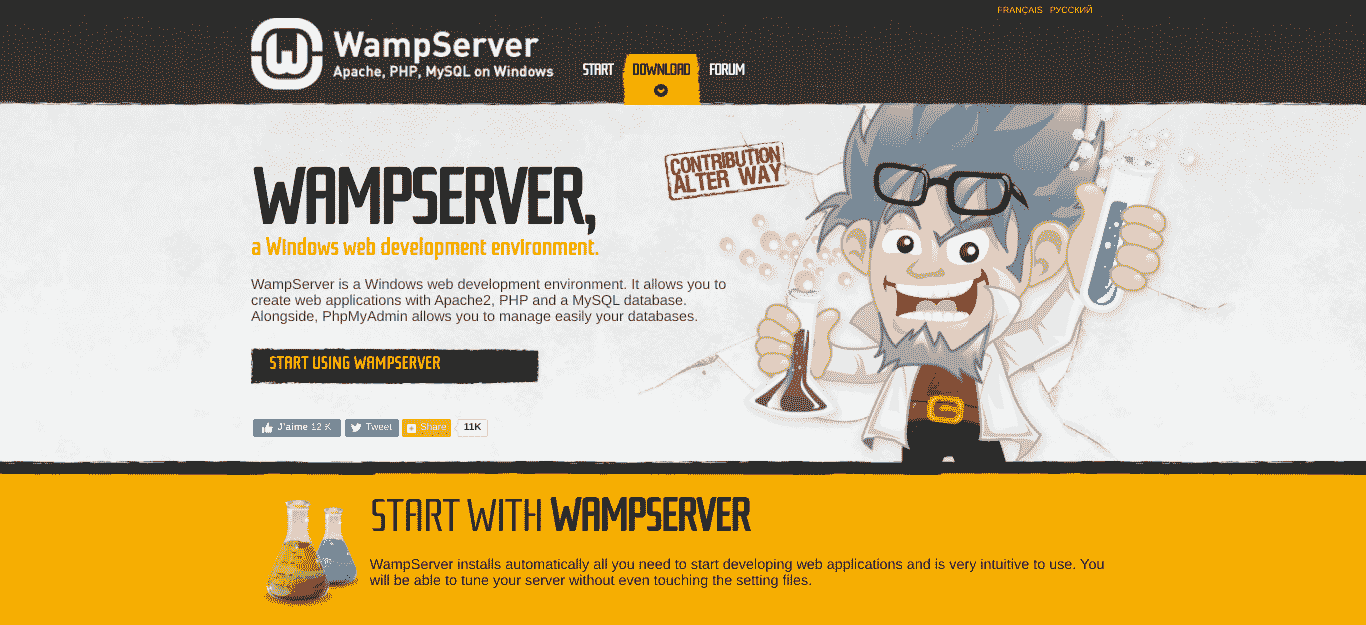 FRANÇAIS РУССКИЙ
WampServer
Apache, PHP, MySQL on Windows
START DOWNLOAD FORUM
CONTRIBUTION
ALTER WAY
WAMPSERVER,
a Windows web development environment.
WampServer is a Windows web development environment. It allows you to
create web applications with Apache2, PHP and a MySQL database.
Alongside, PhpMyAdmin allows you to manage easily your databases.
START USING WAMPSERVER
J'aime 12 K Tweet Share 11K
START WITH WAMPSERVER
WampServer installs automatically all you need to start developing web applications and is very intuitive to use. You
will be able to tune your server without even touching the setting files.